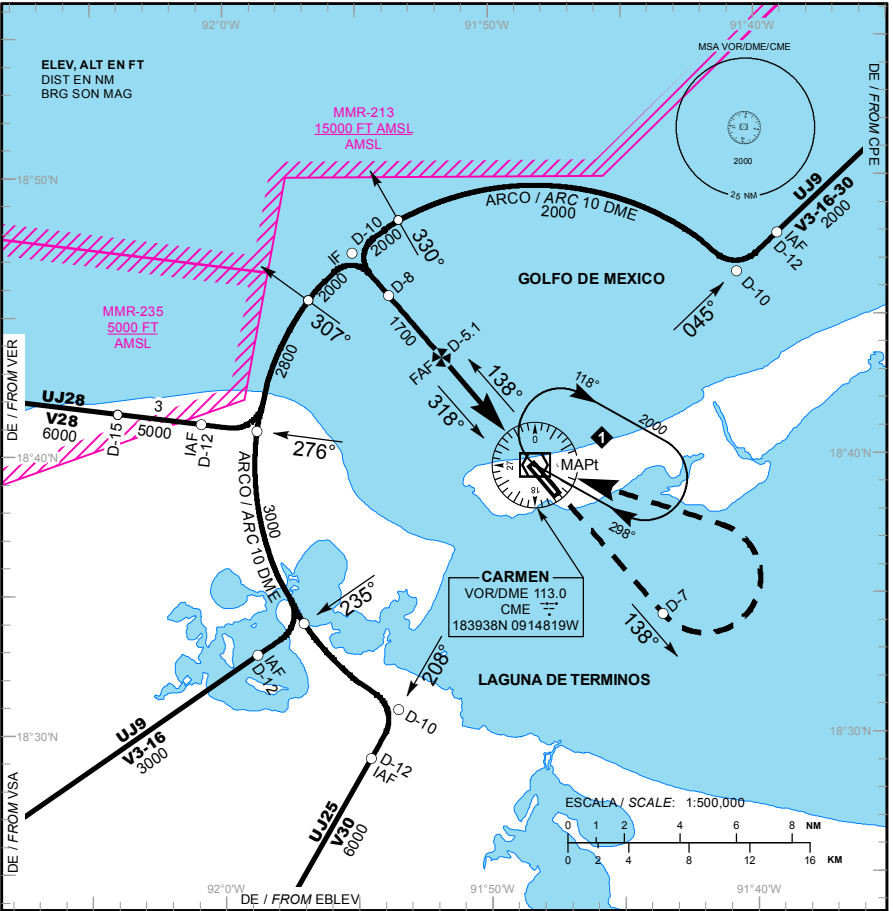 92°0'W
91°50'W
91°40'W
ELEV, ALT EN FT
DIST EN NM
BRG SON MAG
MSA VOR/DME/CME
2000
25 NM
DE / FROM CPE
MMR-213
15000 FT AMSL
AMSL
18°50'N
18°50'N
UJ9
V3-16-30
2000
IAF
D-12
D-10
045°
ARCO / ARC 10 DME
2000
D-10
IF
2000
2000
330°
307°
GOLFO DE MEXICO
D-8
1700
D-5.1
FAF
138°
318°
MMR-235
5000 FT
AMSL
2800
DE / FROM VER
UJ28
V28
6000
3
5000
D-15
IAF
D-12
276°
118°
2000
1
298°
0
27
18
MAPt
18°40'N
18°40'N
ARCO / ARC 10 DME
3000
CARMEN
VOR/DME 113.0
CME
183938N 0914819W
235°
208°
D-7
138°
LAGUNA DE TERMINOS
IAF
D-12
D-10
D-12
IAF
18°30'N
18°30'N
UJ9
V3-16
3000
UJ25
V30
6000
DE / FROM VSA
DE / FROM EBLEV
ESCALA / SCALE: 1:500,000
0 1 2 4 6 8 NM
0 2 4 8 12 16 KM
92°0'W
91°50'W
91°40'W